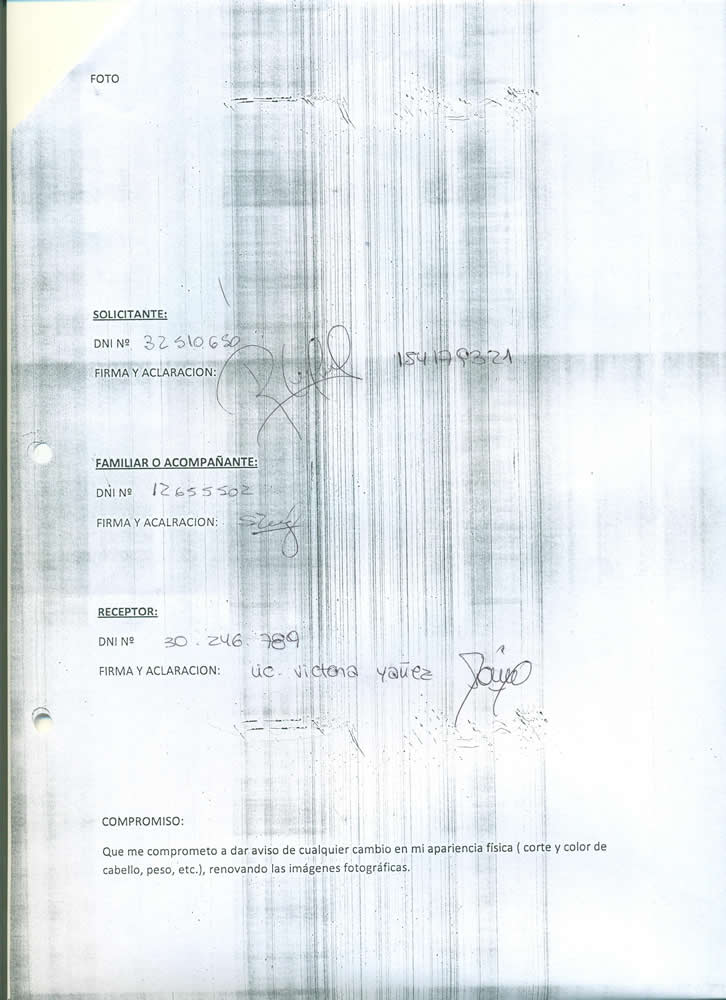 FOTO
SOLICITANTE:
DNI Nº 32510650
FIRMA Y ACLARACION: 154179321
FAMILIAR O ACOMPAÑANTE:
DNI Nº 12655502
FIRMA Y ACALRACION:
RECEPTOR:
DNI Nº 30.246.789
FIRMA Y ACLARACION: Lic. Victoria Yañez
COMPROMISO:
Que me comprometo a dar aviso de cualquier cambio en mi apariencia física ( corte y color de
cabello, peso, etc.), renovando las imágenes fotográficas.